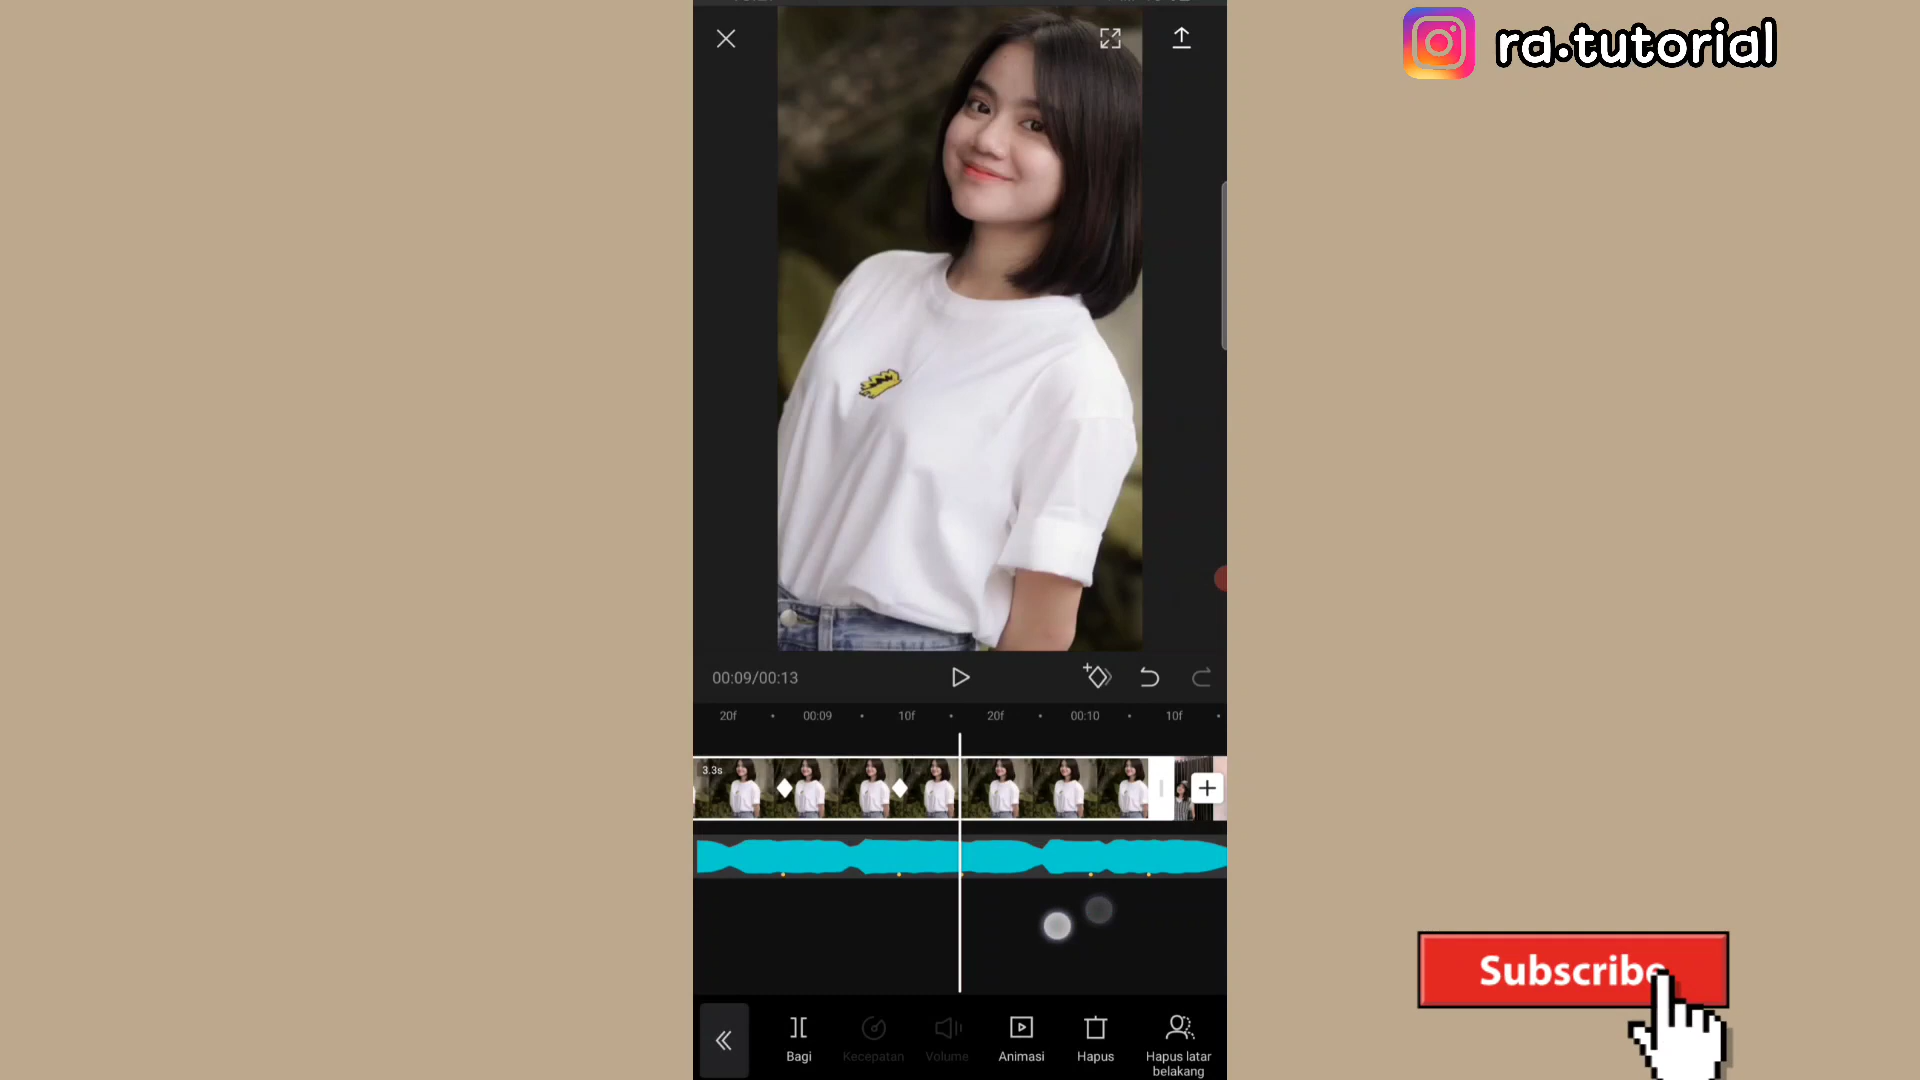 ra.tutorial
00:09/00:13
20f 00:09 10f 20f 00:10 10f
3.3s
Bagi
Kecepatan
Volume
Animasi
Hapus
Hapus latar
belakang
Subscribe